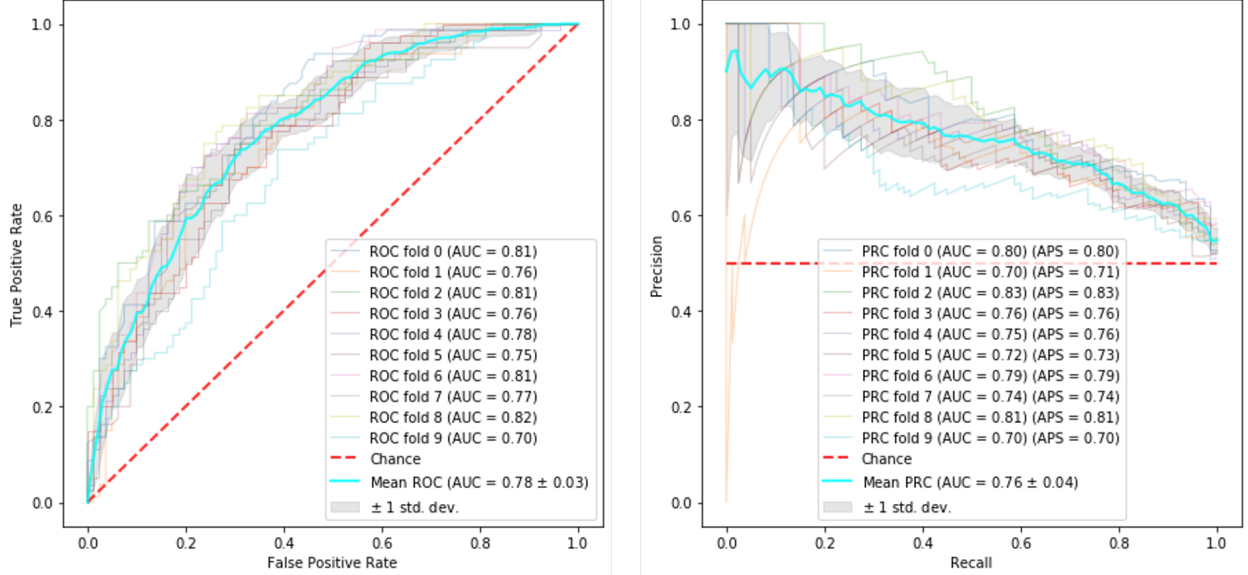 1.0
0.8
0.6
0.4
0.2
0.0
True Positive Rate
0.0 0.2 0.4 0.6 0.8 1.0
False Positive Rate
ROC fold 0 (AUC = 0.81)
ROC fold 1 (AUC = 0.76)
ROC fold 2 (AUC = 0.81)
ROC fold 3 (AUC = 0.76)
ROC fold 4 (AUC = 0.78)
ROC fold 5 (AUC = 0.75)
ROC fold 6 (AUC = 0.81)
ROC fold 7 (AUC = 0.77)
ROC fold 8 (AUC = 0.82)
ROC fold 9 (AUC = 0.70)
Chance
Mean ROC (AUC = 0.78 ± 0.03)
± 1 std. dev.
1.0
0.8
0.6
0.4
0.2
0.0
Precision
0.0 0.2 0.4 0.6 0.8 1.0
Recall
PRC fold 0 (AUC = 0.80) (APS = 0.80)
PRC fold 1 (AUC = 0.70) (APS = 0.71)
PRC fold 2 (AUC = 0.83) (APS = 0.83)
PRC fold 3 (AUC = 0.76) (APS = 0.76)
PRC fold 4 (AUC = 0.75) (APS = 0.76)
PRC fold 5 (AUC = 0.72) (APS = 0.73)
PRC fold 6 (AUC = 0.79) (APS = 0.79)
PRC fold 7 (AUC = 0.74) (APS = 0.74)
PRC fold 8 (AUC = 0.81) (APS = 0.81)
PRC fold 9 (AUC = 0.70) (APS = 0.70)
Chance
Mean PRC (AUC = 0.76 ± 0.04)
± 1 std. dev.